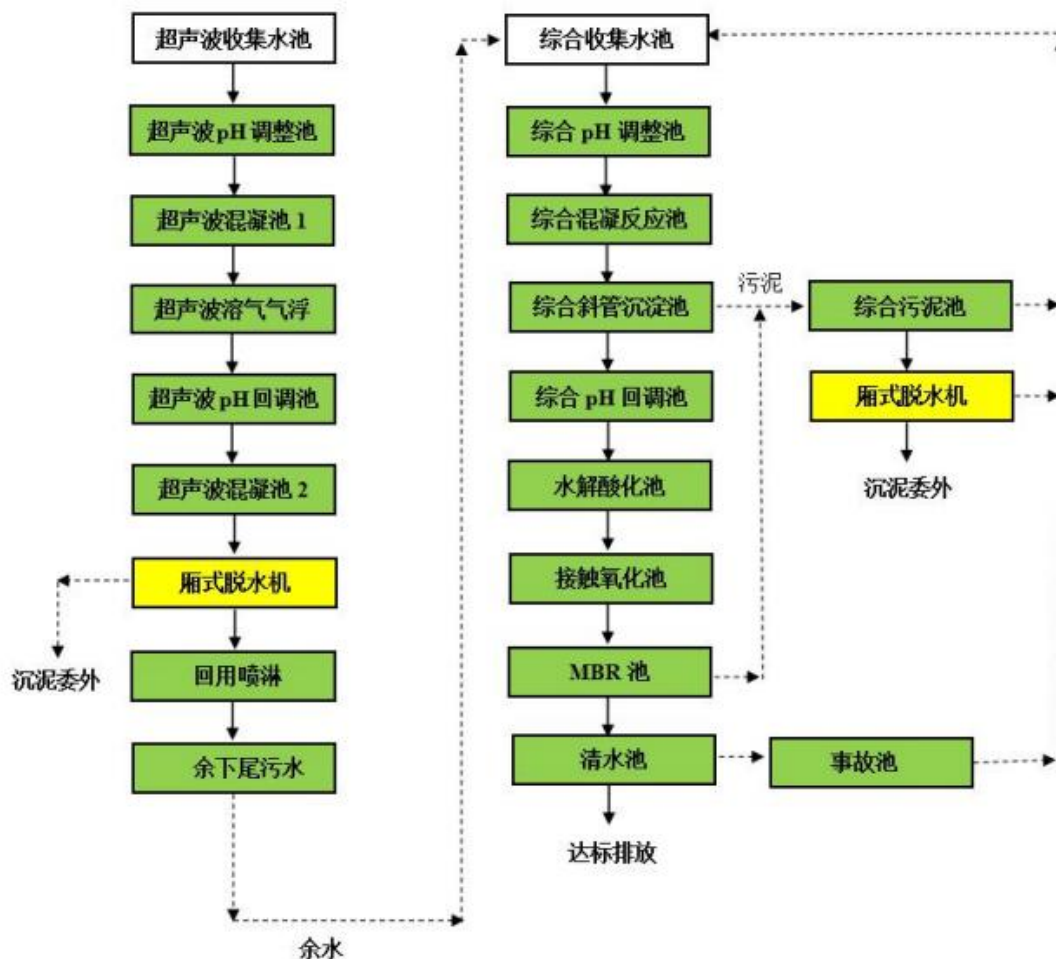 超声波收集水池
超声波pH调整池
超声波混凝池1
超声波溶气气浮
超声波pH回调池
超声波混凝池2
厢式脱水机
沉泥委外
回用喷淋
余下尾污水
余水
综合收集水池
综合pH调整池
综合混凝反应池
综合斜管沉淀池
污泥
综合pH回调池
水解酸化池
接触氧化池
MBR池
清水池
达标排放
综合污泥池
厢式脱水机
沉泥委外
事故池